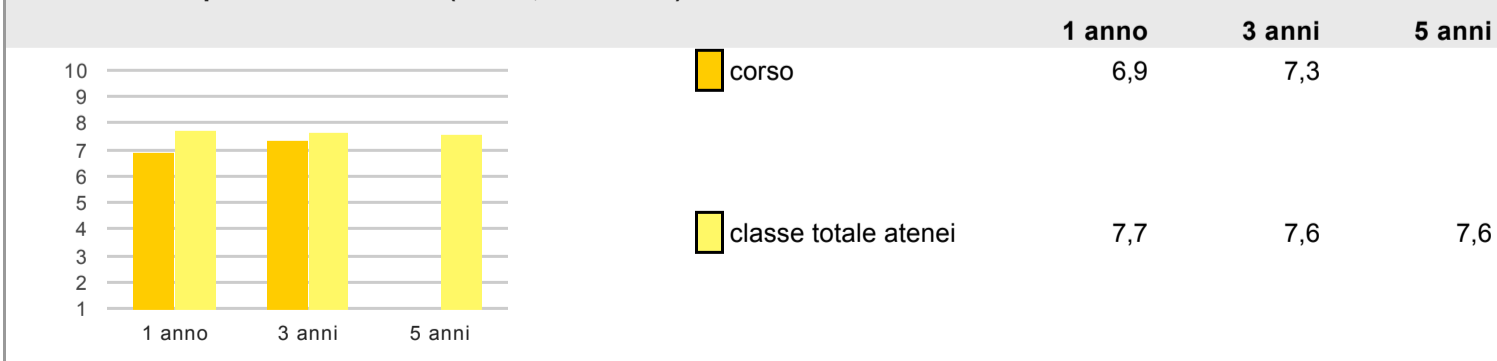 1 anno 3 anni 5 anni
corso 6,9 7,3
classe totale atenei 7,7 7,6 7,6
10
9
8
7
6
5
4
3
2
1
1 anno 3 anni 5 anni